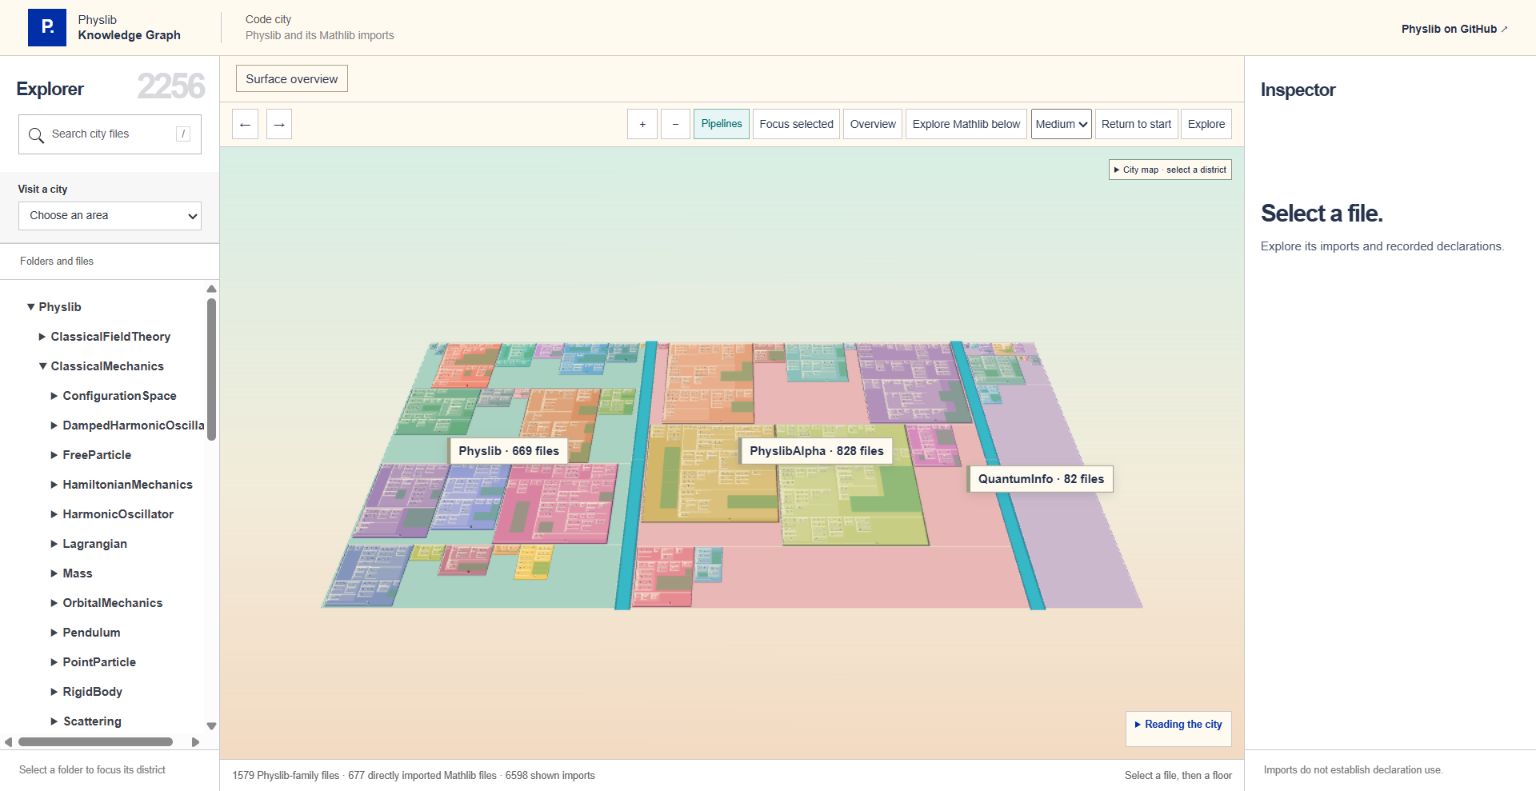 P.
Physlib
Knowledge Graph
Code city
Physlib and its Mathlib imports
Physlib on GitHub ↗
Explorer
2256
Search city files
/
Visit a city
Choose an area
Folders and files
▼ Physlib
▶ ClassicalFieldTheory
▼ ClassicalMechanics
▶ ConfigurationSpace
▶ DampedHarmonicOscilla
▶ FreeParticle
▶ HamiltonianMechanics
▶ HarmonicOscillator
▶ Lagrangian
▶ Mass
▶ OrbitalMechanics
▶ Pendulum
▶ PointParticle
▶ RigidBody
▶ Scattering
Select a folder to focus its district
Surface overview
← → + − Pipelines Focus selected Overview Explore Mathlib below Medium Return to start Explore
▶ City map · select a district
Physlib · 669 files
PhyslibAlpha · 828 files
QuantumInfo · 82 files
▶ Reading the city
1579 Physlib-family files · 677 directly imported Mathlib files · 6598 shown imports
Select a file, then a floor
Inspector
Select a file.
Explore its imports and recorded declarations.
Imports do not establish declaration use.